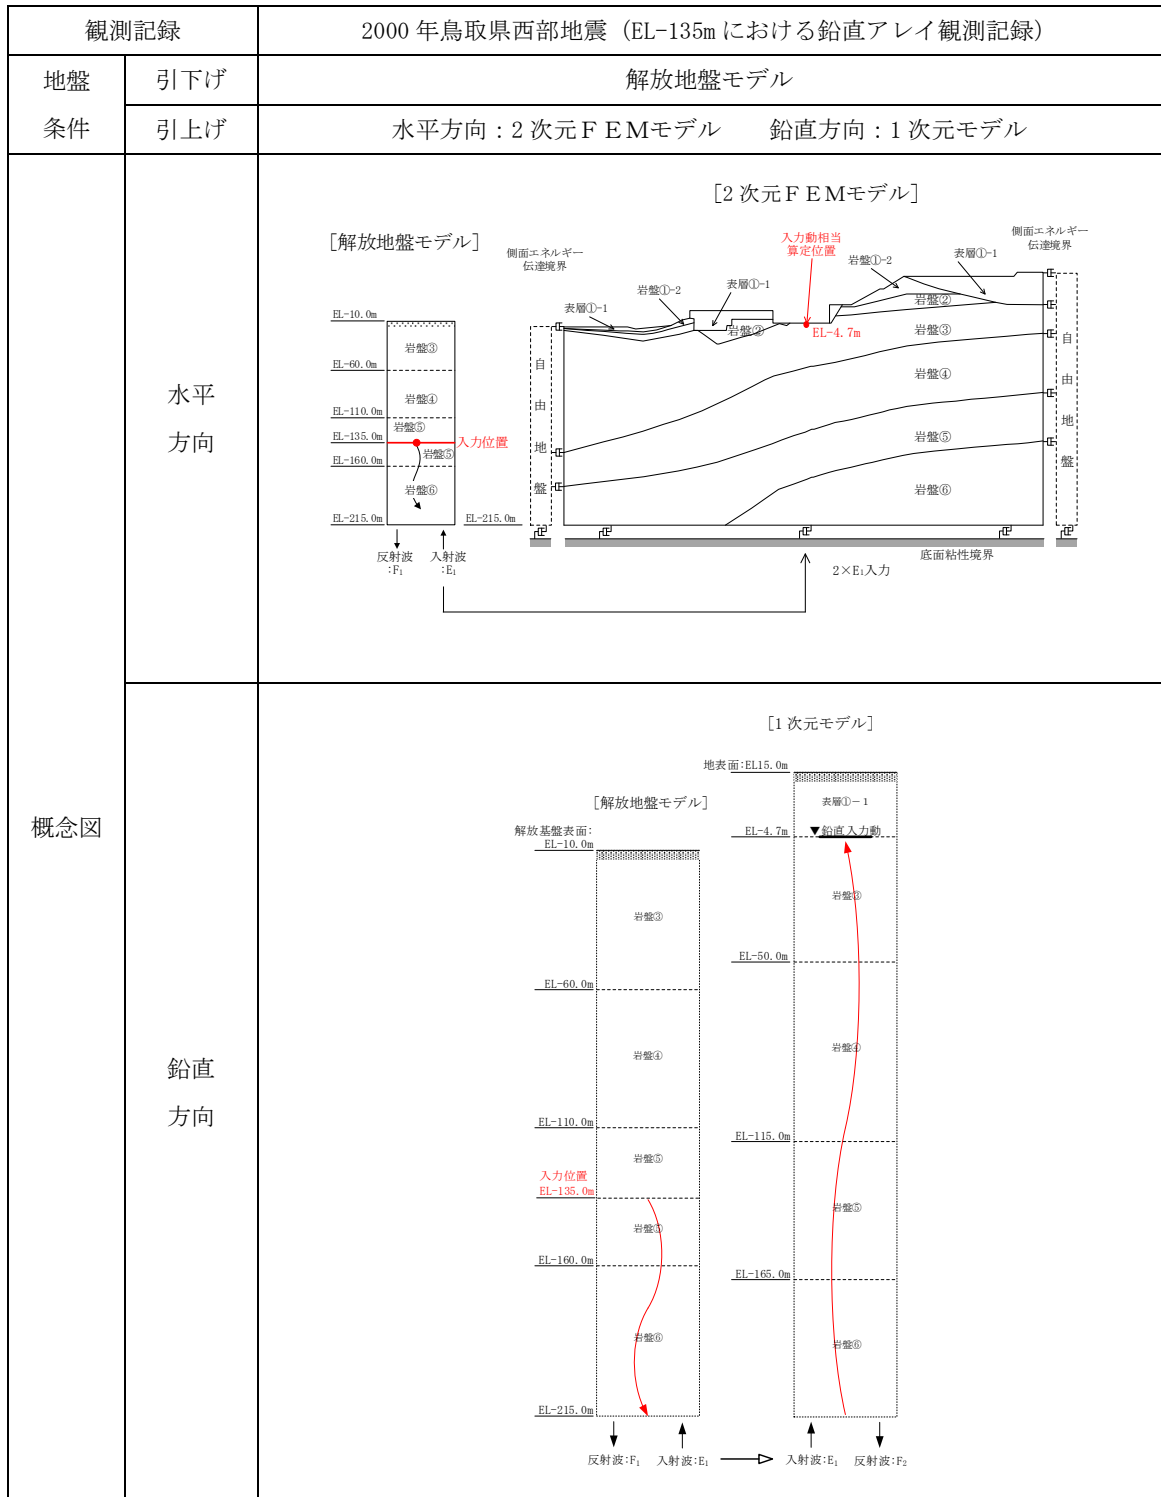 観測記録
2000年鳥取県西部地震（EL-135mにおける鉛直アレイ観測記録）
地盤
条件
引下げ
解放地盤モデル
引上げ
水平方向：2次元ＦＥＭモデル　　鉛直方向：1次元モデル
概念図
水平
方向
[2次元ＦＥＭモデル]
[解放地盤モデル]
側面エネルギー
伝達境界
入力動相当
算定位置
側面エネルギー
伝達境界
岩盤①-2
表層①-1
岩盤①-2
表層①-1
表層①-1
岩盤②
岩盤②
EL-4.7m
岩盤③
岩盤④
岩盤⑤
岩盤⑥
自由地盤
自由地盤
EL-10.0m
岩盤③
EL-60.0m
岩盤④
EL-110.0m
岩盤⑤
EL-135.0m
入力位置
岩盤⑤
EL-160.0m
岩盤⑥
EL-215.0m
EL-215.0m
反射波
:F₁
入射波
:E₁
底面粘性境界
2×E₁入力
鉛直
方向
[1次元モデル]
地表面:EL15.0m
表層①－1
[解放地盤モデル]
解放基盤表面:
EL-10.0m
EL-4.7m
▼鉛直入力動
岩盤③
岩盤③
EL-50.0m
EL-60.0m
岩盤④
岩盤④
EL-110.0m
EL-115.0m
岩盤⑤
入力位置
EL-135.0m
岩盤⑤
岩盤⑤
EL-160.0m
EL-165.0m
岩盤⑥
岩盤⑥
EL-215.0m
反射波:F₁
入射波:E₁
入射波:E₁
反射波:F₂